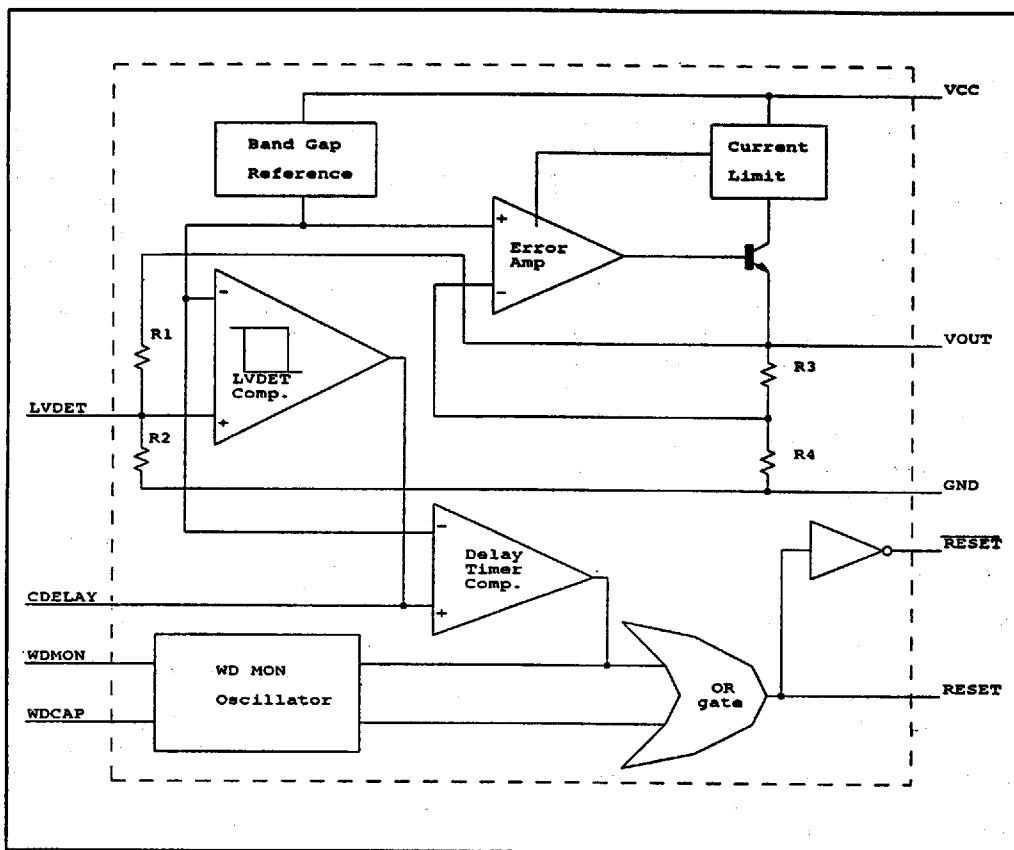 VCC
Band Gap
Reference
Current
Limit
+
Error
Amp
-
-
R1
VOUT
R3
LVDET
Comp.
LVDET
+
R2
R4
GND
-
Delay
Timer
Comp.
RESET
CDELAY
+
WDMON
WD MON
Oscillator
OR
gate
RESET
WDCAP